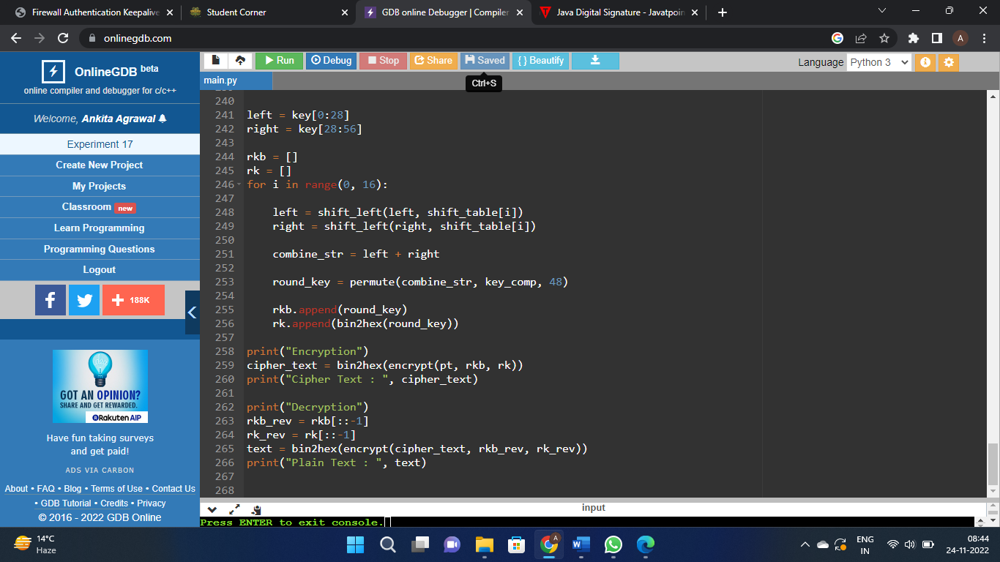 Firewall Authentication Keepalive
Student Corner
GDB online Debugger | Compiler
Java Digital Signature - Javatpoin
onlinegdb.com
A
OnlineGDB beta
online compiler and debugger for c/c++
Welcome, Ankita Agrawal
Experiment 17
Create New Project
My Projects
Classroom new
Learn Programming
Programming Questions
Logout
188K
GOT AN OPINION?
SHARE AND GET REWARDED.
Rakuten AIP
Have fun taking surveys
and get paid!
ADS VIA CARBON
About • FAQ • Blog • Terms of Use • Contact Us
• GDB Tutorial • Credits • Privacy
© 2016 - 2022 GDB Online
Run Debug Stop Share Saved { } Beautify
Language Python 3
main.py
Ctrl+S
240
241 left = key[0:28]
242 right = key[28:56]
243
244 rkb = []
245 rk = []
246 for i in range(0, 16):
247
248 left = shift_left(left, shift_table[i])
249 right = shift_left(right, shift_table[i])
250
251 combine_str = left + right
252
253 round_key = permute(combine_str, key_comp, 48)
254
255 rkb.append(round_key)
256 rk.append(bin2hex(round_key))
257
258 print("Encryption")
259 cipher_text = bin2hex(encrypt(pt, rkb, rk))
260 print("Cipher Text : ", cipher_text)
261
262 print("Decryption")
263 rkb_rev = rkb[::-1]
264 rk_rev = rk[::-1]
265 text = bin2hex(encrypt(cipher_text, rkb_rev, rk_rev))
266 print("Plain Text : ", text)
267
268
input
Press ENTER to exit console.
14°C
Haze
A
ENG
IN
08:44
24-11-2022